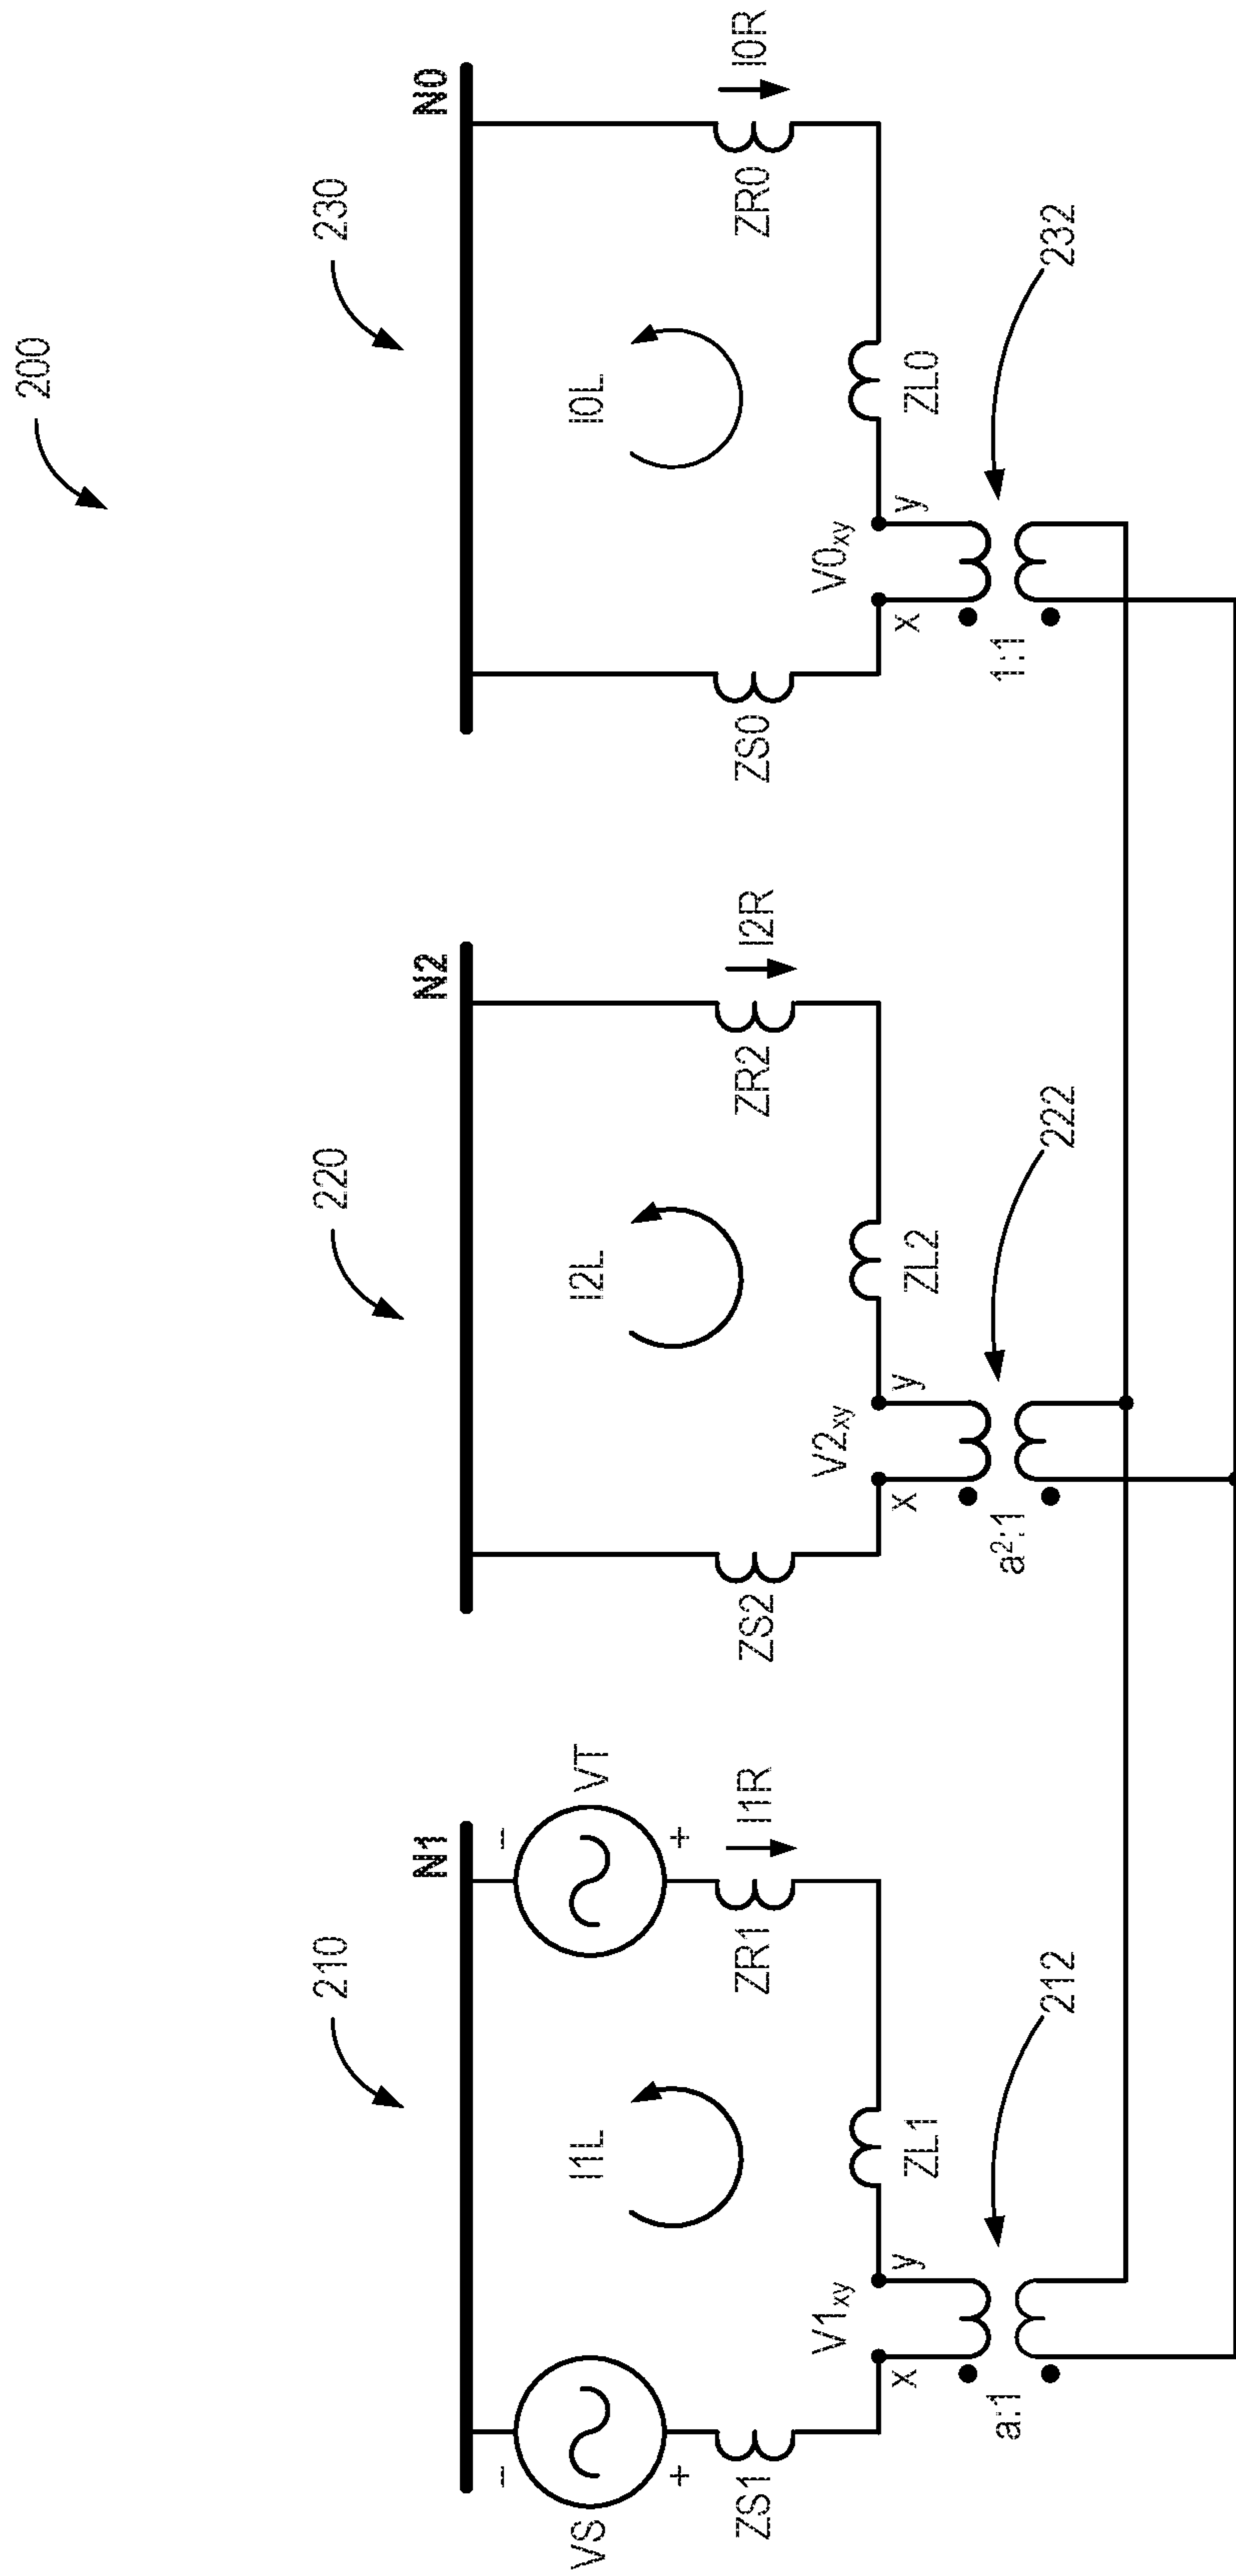 200
210
220
230
N1
N2
N0
VS
–
+
–
+
VT
I1L
I2L
I0L
ZS1
ZR1
I1R
ZS2
ZR2
I2R
ZS0
ZR0
I0R
V1xy
x
y
ZL1
V2xy
x
y
ZL2
V0xy
x
y
ZL0
a:1
212
a²:1
222
1:1
232